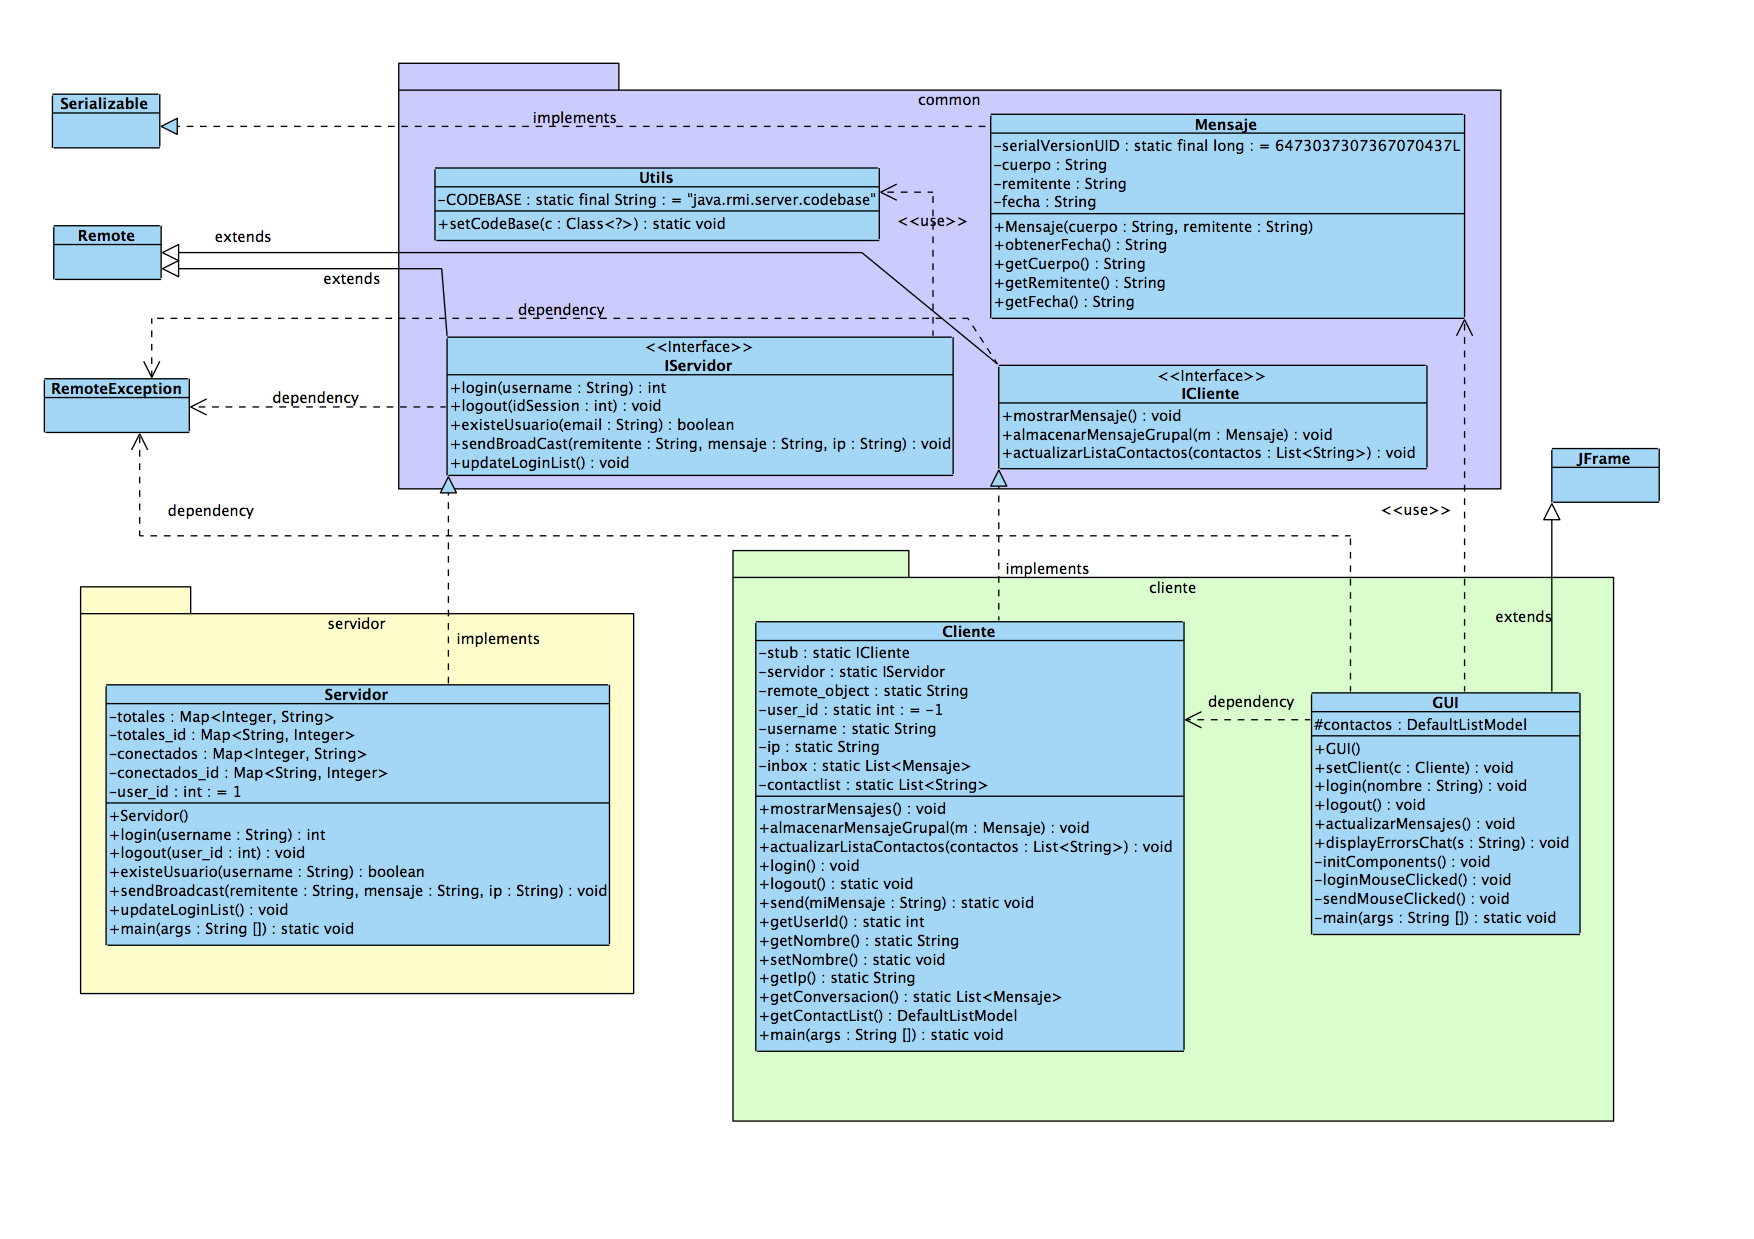 common
Serializable
implements
Mensaje
-serialVersionUID : static final long : = 6473037307367070437L
-cuerpo : String
-remitente : String
-fecha : String
+Mensaje(cuerpo : String, remitente : String)
+obtenerFecha() : String
+getCuerpo() : String
+getRemitente() : String
+getFecha() : String
Utils
-CODEBASE : static final String : = "java.rmi.server.codebase"
+setCodeBase(c : Class<?>) : static void
<<use>>
Remote
extends
extends
dependency
<<Interface>>
IServidor
+login(username : String) : int
+logout(idSession : int) : void
+existeUsuario(email : String) : boolean
+sendBroadCast(remitente : String, mensaje : String, ip : String) : void
+updateLoginList() : void
<<Interface>>
ICliente
+mostrarMensaje() : void
+almacenarMensajeGrupal(m : Mensaje) : void
+actualizarListaContactos(contactos : List<String>) : void
RemoteException
dependency
JFrame
dependency
<<use>>
implements
cliente
extends
servidor
implements
Servidor
-totales : Map<Integer, String>
-totales_id : Map<String, Integer>
-conectados : Map<Integer, String>
-conectados_id : Map<String, Integer>
-user_id : int : = 1
+Servidor()
+login(username : String) : int
+logout(user_id : int) : void
+existeUsuario(username : String) : boolean
+sendBroadcast(remitente : String, mensaje : String, ip : String) : void
+updateLoginList() : void
+main(args : String []) : static void
Cliente
-stub : static ICliente
-servidor : static IServidor
-remote_object : static String
-user_id : static int : = -1
-username : static String
-ip : static String
-inbox : static List<Mensaje>
-contactlist : static List<String>
+mostrarMensajes() : void
+almacenarMensajeGrupal(m : Mensaje) : void
+actualizarListaContactos(contactos : List<String>) : void
+login() : void
+logout() : static void
+send(miMensaje : String) : static void
+getUserId() : static int
+getNombre() : static String
+setNombre() : static void
+getIp() : static String
+getConversacion() : static List<Mensaje>
+getContactList() : DefaultListModel
+main(args : String []) : static void
dependency
GUI
#contactos : DefaultListModel
+GUI()
+setClient(c : Cliente) : void
+login(nombre : String) : void
+logout() : void
+actualizarMensajes() : void
+displayErrorsChat(s : String) : void
-initComponents() : void
-loginMouseClicked() : void
-sendMouseClicked() : void
-main(args : String []) : static void